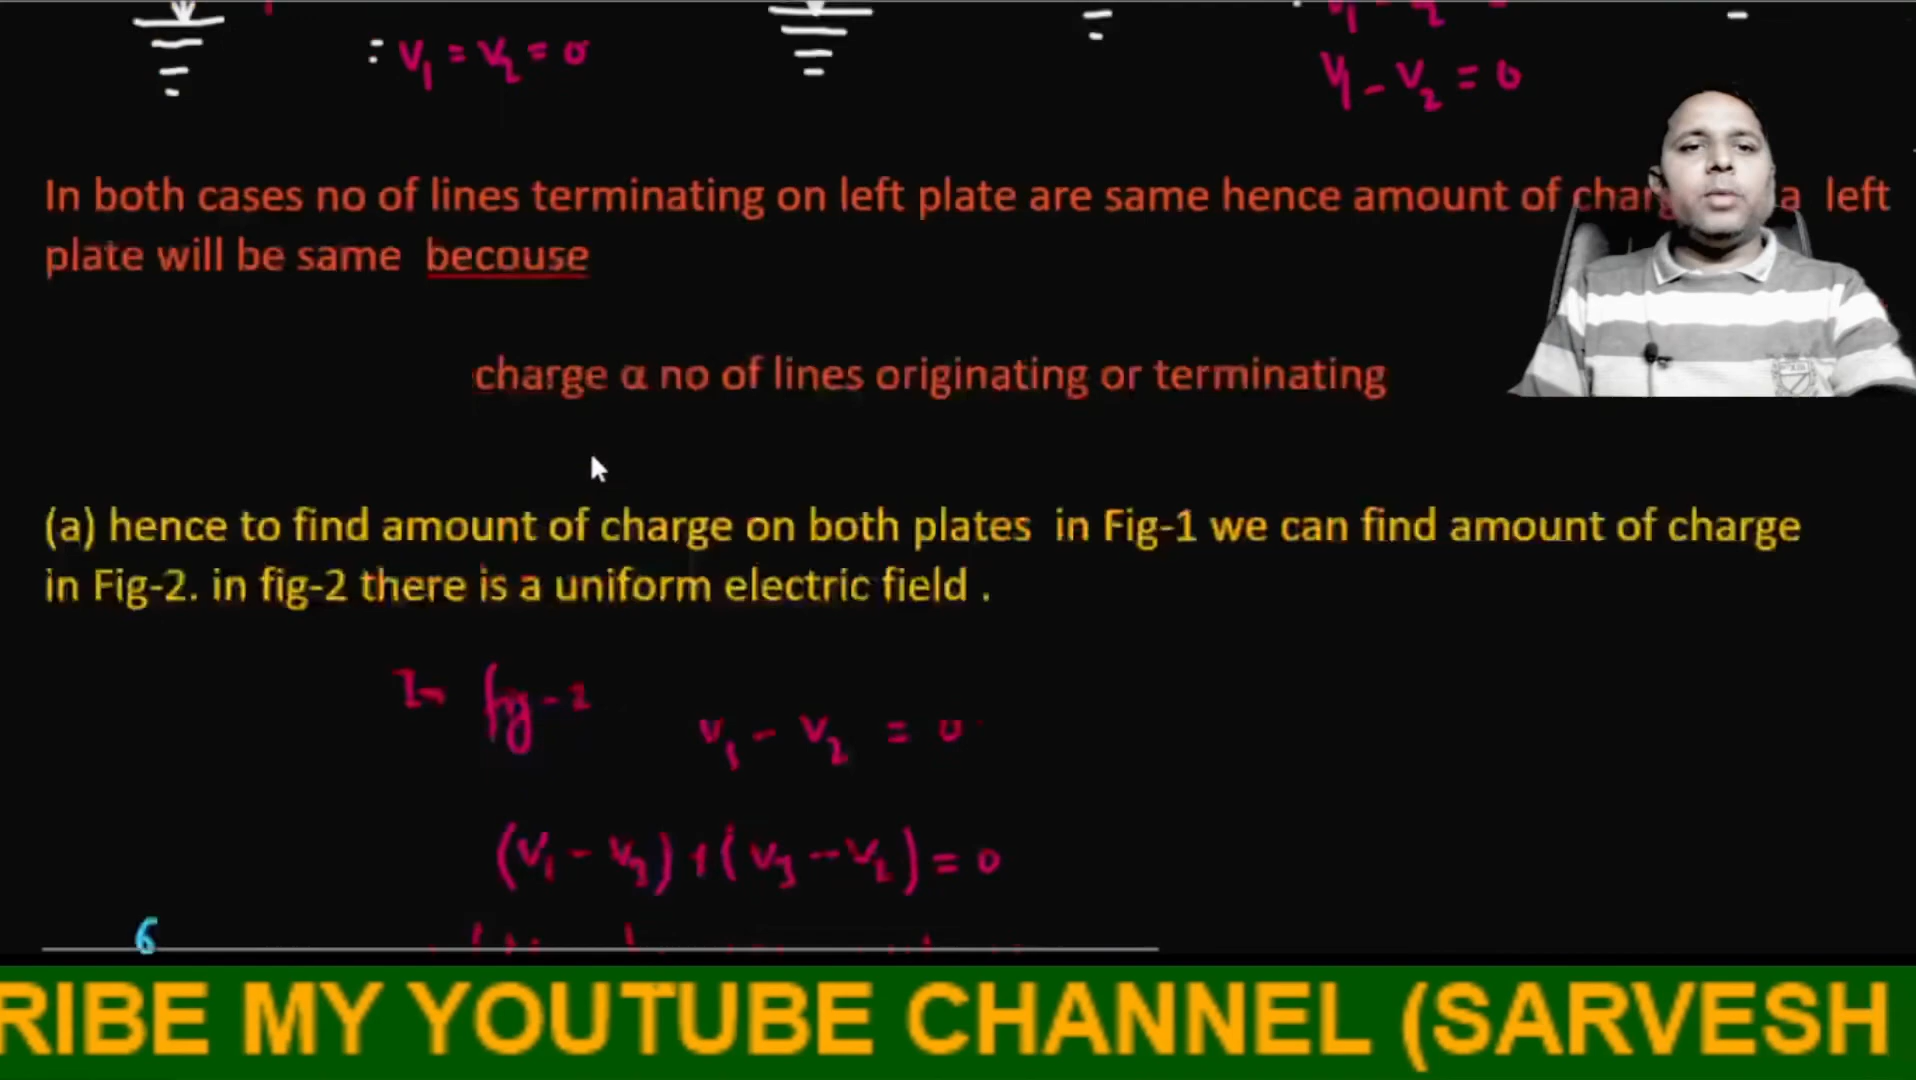 V₁ = V₂ = 0
V₁ - V₂ = 0
In both cases no of lines terminating on left plate are same hence amount of a left
plate will be same becouse
charge α no of lines originating or terminating
(a) hence to find amount of charge on both plates in Fig-1 we can find amount of charge
in Fig-2. in fig-2 there is a uniform electric field .
In fig-2
V₁ - V₂ = 0
(V₁ - V₃) + (V₃ - V₂) = 0
6
RIBE MY YOUTUBE CHANNEL (SARVESH